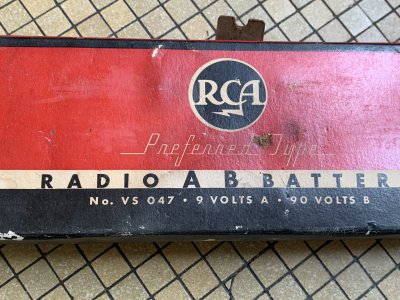 RCA
Preferred Type
RADIO A B BATTER
No. VS 047 • 9 VOLTS A • 90 VOLTS B